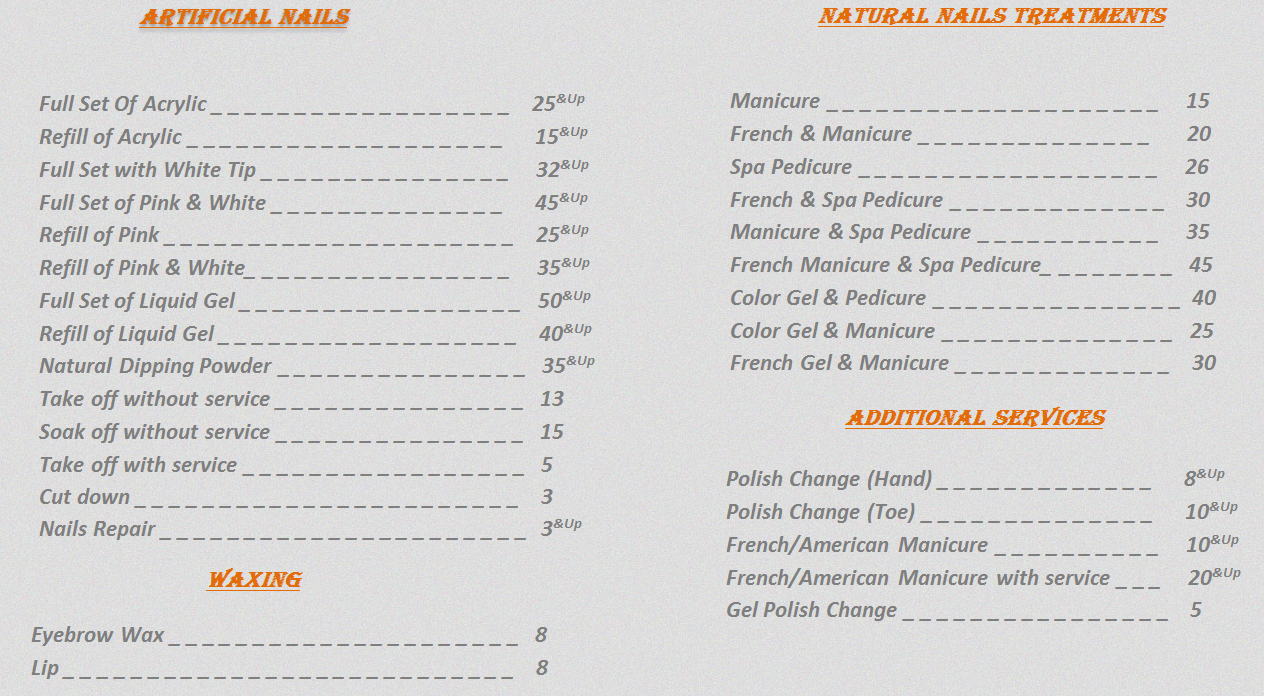 ARTIFICIAL NAILS
Full Set Of Acrylic _ _ _ _ _ _ _ _ _ _ _ _ _ _ _ _ _ _ 25&Up
Refill of Acrylic _ _ _ _ _ _ _ _ _ _ _ _ _ _ _ _ _ _ _ 15&Up
Full Set with White Tip _ _ _ _ _ _ _ _ _ _ _ _ _ _ _ 32&Up
Full Set of Pink & White _ _ _ _ _ _ _ _ _ _ _ _ _ _ 45&Up
Refill of Pink _ _ _ _ _ _ _ _ _ _ _ _ _ _ _ _ _ _ _ _ _ 25&Up
Refill of Pink & White_ _ _ _ _ _ _ _ _ _ _ _ _ _ _ _ 35&Up
Full Set of Liquid Gel _ _ _ _ _ _ _ _ _ _ _ _ _ _ _ _ _ 50&Up
Refill of Liquid Gel _ _ _ _ _ _ _ _ _ _ _ _ _ _ _ _ _ _ 40&Up
Natural Dipping Powder _ _ _ _ _ _ _ _ _ _ _ _ _ _ _ 35&Up
Take off without service _ _ _ _ _ _ _ _ _ _ _ _ _ _ _ 13
Soak off without service _ _ _ _ _ _ _ _ _ _ _ _ _ _ _ 15
Take off with service _ _ _ _ _ _ _ _ _ _ _ _ _ _ _ _ _ 5
Cut down _ _ _ _ _ _ _ _ _ _ _ _ _ _ _ _ _ _ _ _ _ _ _ 3
Nails Repair _ _ _ _ _ _ _ _ _ _ _ _ _ _ _ _ _ _ _ _ _ _ 3&Up
WAXING
Eyebrow Wax _ _ _ _ _ _ _ _ _ _ _ _ _ _ _ _ _ _ _ _ _ 8
Lip _ _ _ _ _ _ _ _ _ _ _ _ _ _ _ _ _ _ _ _ _ _ _ _ _ _ _ 8
NATURAL NAILS TREATMENTS
Manicure _ _ _ _ _ _ _ _ _ _ _ _ _ _ _ _ _ _ _ _ 15
French & Manicure _ _ _ _ _ _ _ _ _ _ _ _ _ _ 20
Spa Pedicure _ _ _ _ _ _ _ _ _ _ _ _ _ _ _ _ _ _ 26
French & Spa Pedicure _ _ _ _ _ _ _ _ _ _ _ _ _ 30
Manicure & Spa Pedicure _ _ _ _ _ _ _ _ _ _ _ 35
French Manicure & Spa Pedicure_ _ _ _ _ _ _ _ 45
Color Gel & Pedicure _ _ _ _ _ _ _ _ _ _ _ _ _ _ _ 40
Color Gel & Manicure _ _ _ _ _ _ _ _ _ _ _ _ _ _ 25
French Gel & Manicure _ _ _ _ _ _ _ _ _ _ _ _ _ 30
ADDITIONAL SERVICES
Polish Change (Hand) _ _ _ _ _ _ _ _ _ _ _ _ _ 8&Up
Polish Change (Toe) _ _ _ _ _ _ _ _ _ _ _ _ _ _ 10&Up
French/American Manicure _ _ _ _ _ _ _ _ _ _ 10&Up
French/American Manicure with service _ _ _ 20&Up
Gel Polish Change _ _ _ _ _ _ _ _ _ _ _ _ _ _ _ _ 5